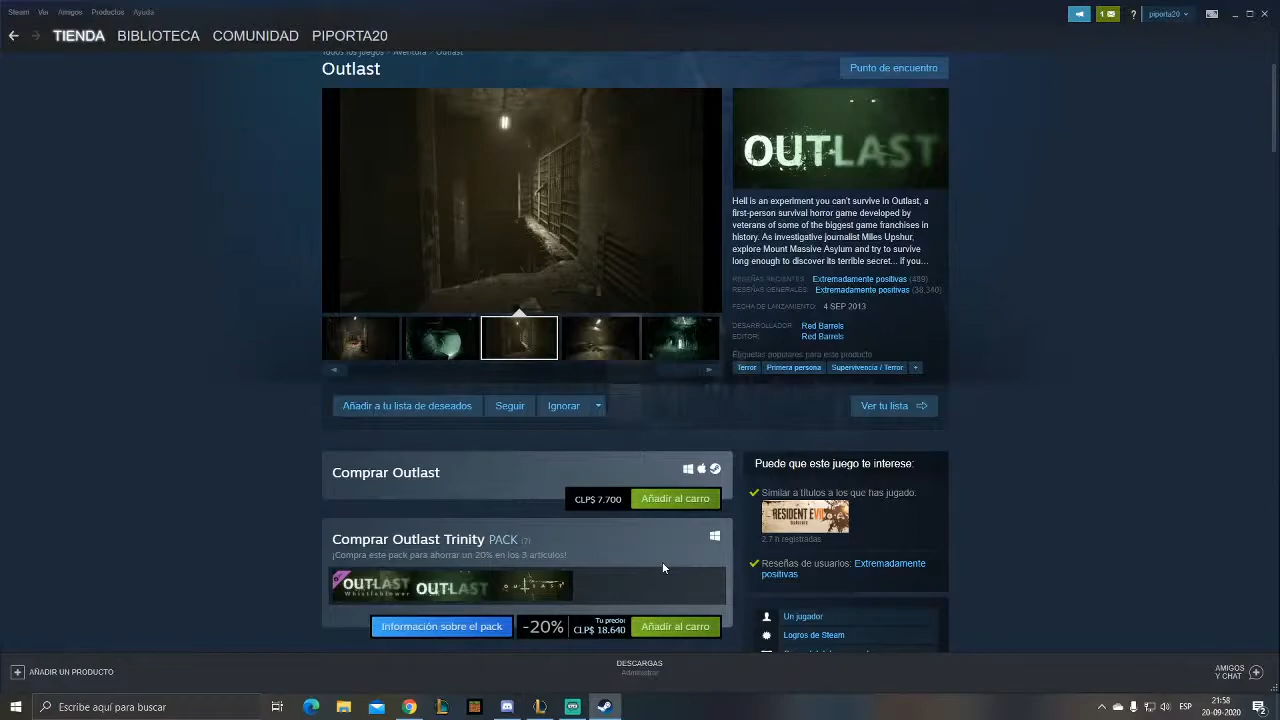 Steam Ver Amigos Productos Ayuda
1 ? piporta20
TIENDA BIBLIOTECA COMUNIDAD PIPORTA20
Todos los juegos > Aventura > Outlast
Outlast
Punto de encuentro
OUTLAST
Hell is an experiment you can't survive in Outlast, a
first-person survival horror game developed by
veterans of some of the biggest game franchises in
history. As investigative journalist Miles Upshur,
explore Mount Massive Asylum and try to survive
long enough to discover its terrible secret... if you...
RESEÑAS RECIENTES: Extremadamente positivas (489)
RESEÑAS GENERALES: Extremadamente positivas (38,340)
FECHA DE LANZAMIENTO: 4 SEP 2013
DESARROLLADOR: Red Barrels
EDITOR: Red Barrels
Etiquetas populares para este producto
Terror Primera persona Supervivencia / Terror +
Añadir a tu lista de deseados Seguir Ignorar
Ver tu lista
Comprar Outlast
CLP$ 7.700 Añadir al carro
Comprar Outlast Trinity PACK (?)
¡Compra este pack para ahorrar un 20% en los 3 artículos!
OUTLAST Whistleblower OUTLAST OUTLAST
Información sobre el pack -20% Tu precio: CLP$ 18.640 Añadir al carro
Puede que este juego te interese:
Similar a títulos a los que has jugado:
RESIDENT EVIL
2.7 h registradas
Reseñas de usuarios: Extremadamente
positivas
Un jugador
Logros de Steam
AÑADIR UN PRODUCTO
DESCARGAS
Administrar
AMIGOS
Y CHAT
Escribe aquí para buscar
ESP
21:58
20-09-2020
2